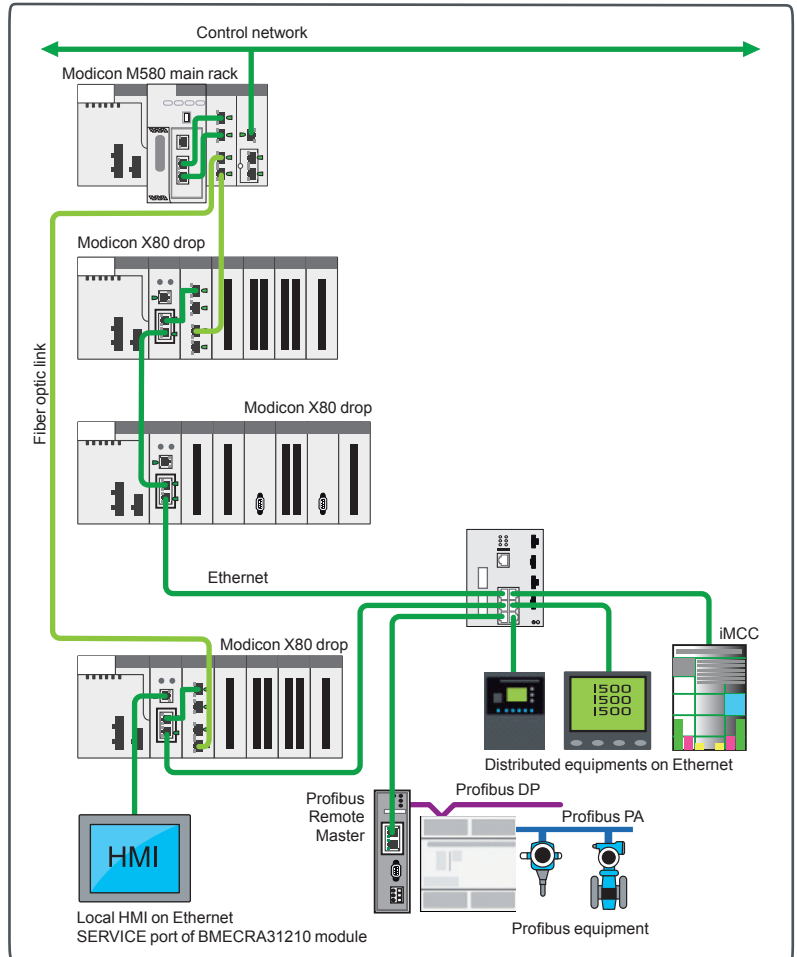 Control network
Modicon M580 main rack
Modicon X80 drop
Fiber optic link
Modicon X80 drop
Ethernet
iMCC
Modicon X80 drop
1500
1500
1500
Distributed equipments on Ethernet
Profibus
Remote
Master
Profibus DP
Profibus PA
HMI
Local HMI on Ethernet
SERVICE port of BMECRA31210 module
Profibus equipment